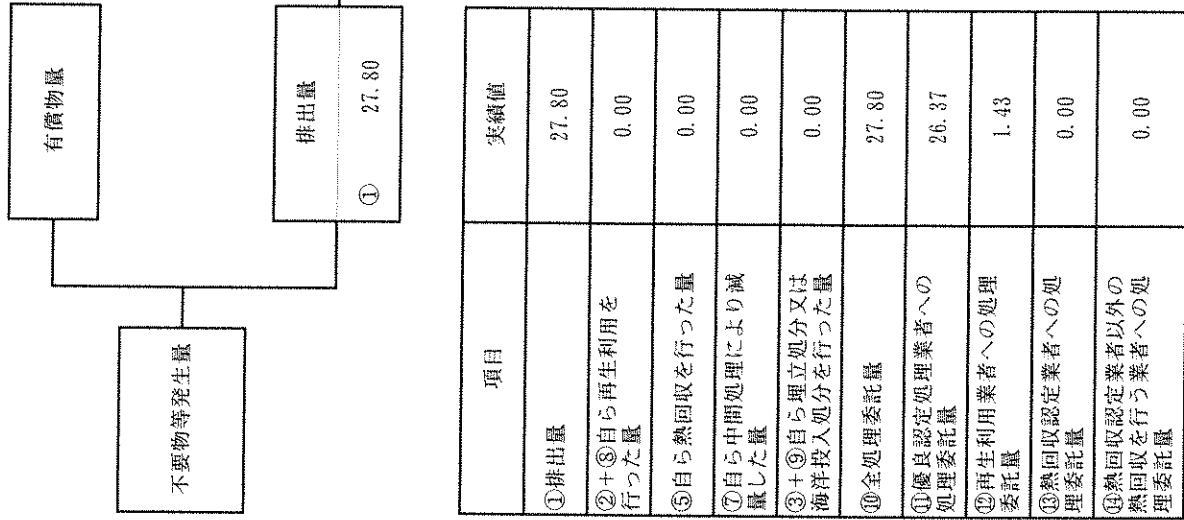 有償物量
不要物等発生量
排出量
① 27.80
項目 実績値
①排出量 27.80
②+⑧自ら再生利用を
行った量 0.00
⑤自ら熱回収を行った量 0.00
⑦自ら中間処理により減
量した量 0.00
③+⑨自ら埋立処分又は
海洋投入処分を行った量 0.00
⑩全処理委託量 27.80
⑪優良認定処理業者への
処理委託量 26.37
⑫再生利用業者への処理
委託量 1.43
⑬熱回収認定業者への処
理委託量 0.00
⑭熱回収認定業者以外の
熱回収を行う業者への処
理委託量 0.00